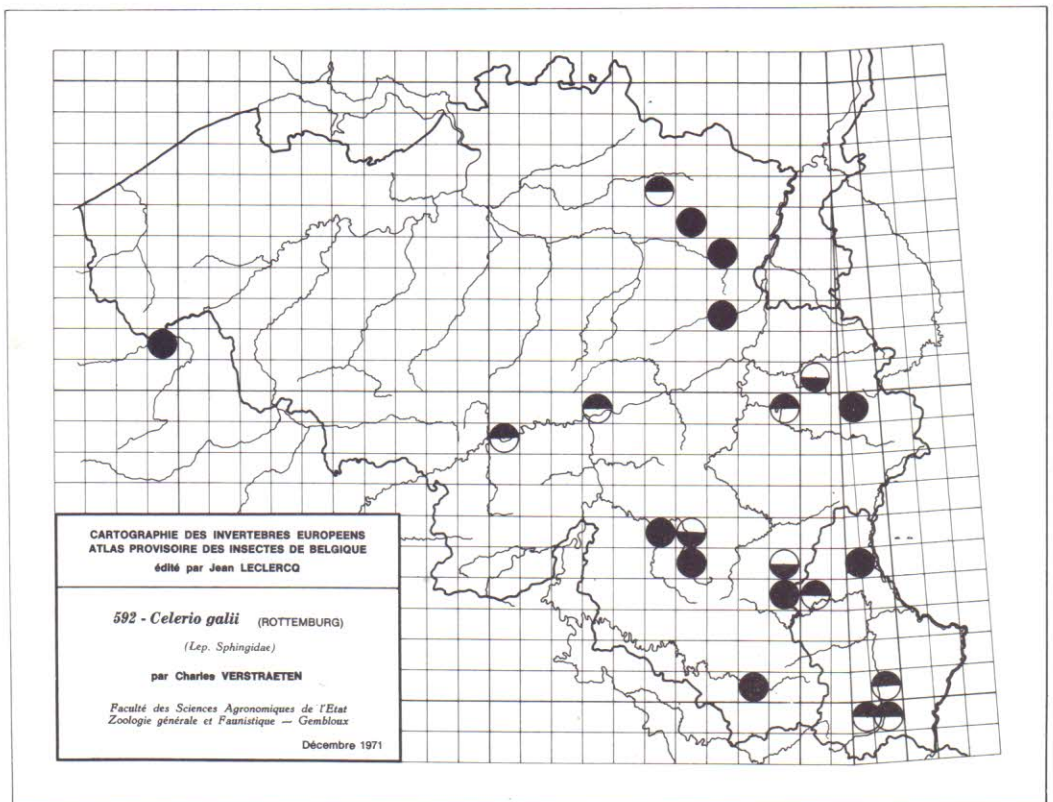 CARTOGRAPHIE DES INVERTEBRES EUROPEENS
ATLAS PROVISOIRE DES INSECTES DE BELGIQUE
édité par Jean LECLERCQ
592 - Celerio galii (ROTTEMBURG)
(Lep. Sphingidae)
par Charles VERSTRAETEN
Faculté des Sciences Agronomiques de l'Etat
Zoologie générale et Faunistique — Gembloux
Décembre 1971